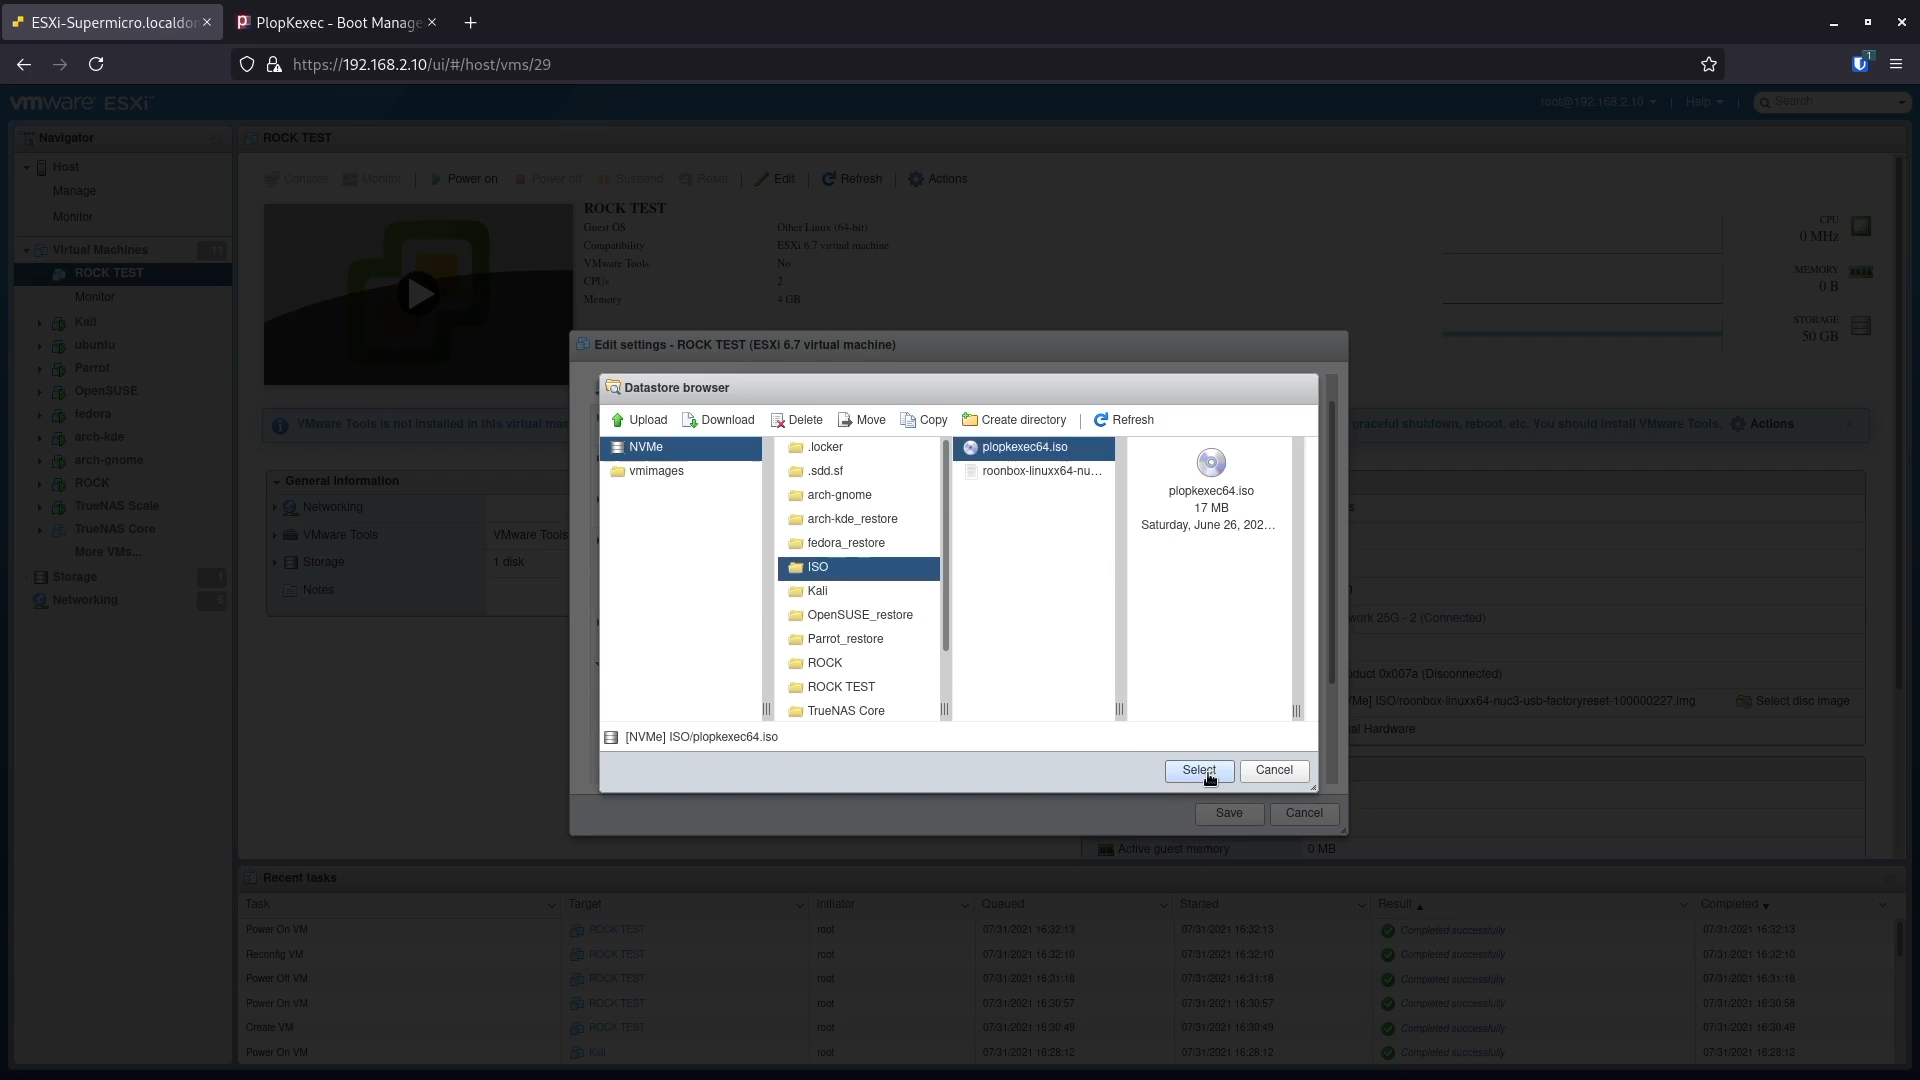 ESXi-Supermicro.localdo
PlopKexec - Boot Manage
https://192.168.2.10/ui/#/host/vms/29
1
vmware ESXi
root@192.168.2.10
Help
Search
Navigator
Host
Manage
Monitor
Virtual Machines 11
ROCK TEST
Monitor
Kali
ubuntu
Parrot
OpenSUSE
fedora
arch-kde
arch-gnome
ROCK
TrueNAS Scale
TrueNAS Core
More VMs...
Storage 1
Networking 6
ROCK TEST
Console
Monitor
Power on
Power off
Suspend
Reset
Edit
Refresh
Actions
ROCK TEST
Guest OS Other Linux (64-bit)
Compatibility ESXi 6.7 virtual machine
VMware Tools No
CPUs 2
Memory 4 GB
CPU
0 MHz
MEMORY
0 B
STORAGE
50 GB
VMware Tools is not installed in this virtual mac
graceful shutdown, reboot, etc. You should install VMware Tools.
Actions
General Information
Networking
VMware Tools VMware Tools
Storage 1 disk
Notes
work 25G - 2 (Connected)
duct 0x007a (Disconnected)
Me] ISO/roonbox-linuxx64-nuc3-usb-factoryreset-100000227.img
Select disc image
al Hardware
Active guest memory 0 MB
Edit settings - ROCK TEST (ESXi 6.7 virtual machine)
Datastore browser
Upload
Download
Delete
Move
Copy
Create directory
Refresh
NVMe
vmimages
.locker
.sdd.sf
arch-gnome
arch-kde_restore
fedora_restore
ISO
Kali
OpenSUSE_restore
Parrot_restore
ROCK
ROCK TEST
TrueNAS Core
plopkexec64.iso
roonbox-linuxx64-nu...
plopkexec64.iso
17 MB
Saturday, June 26, 202...
[NVMe] ISO/plopkexec64.iso
Select
Cancel
Save
Cancel
Recent tasks
Task Target Initiator Queued Started Result Completed
Power On VM ROCK TEST root 07/31/2021 16:32:13 07/31/2021 16:32:13 Completed successfully 07/31/2021 16:32:13
Reconfig VM ROCK TEST root 07/31/2021 16:32:10 07/31/2021 16:32:10 Completed successfully 07/31/2021 16:32:10
Power Off VM ROCK TEST root 07/31/2021 16:31:18 07/31/2021 16:31:18 Completed successfully 07/31/2021 16:31:18
Power On VM ROCK TEST root 07/31/2021 16:30:57 07/31/2021 16:30:57 Completed successfully 07/31/2021 16:30:58
Create VM ROCK TEST root 07/31/2021 16:30:49 07/31/2021 16:30:49 Completed successfully 07/31/2021 16:30:49
Power On VM Kali root 07/31/2021 16:28:12 07/31/2021 16:28:12 Completed successfully 07/31/2021 16:28:12